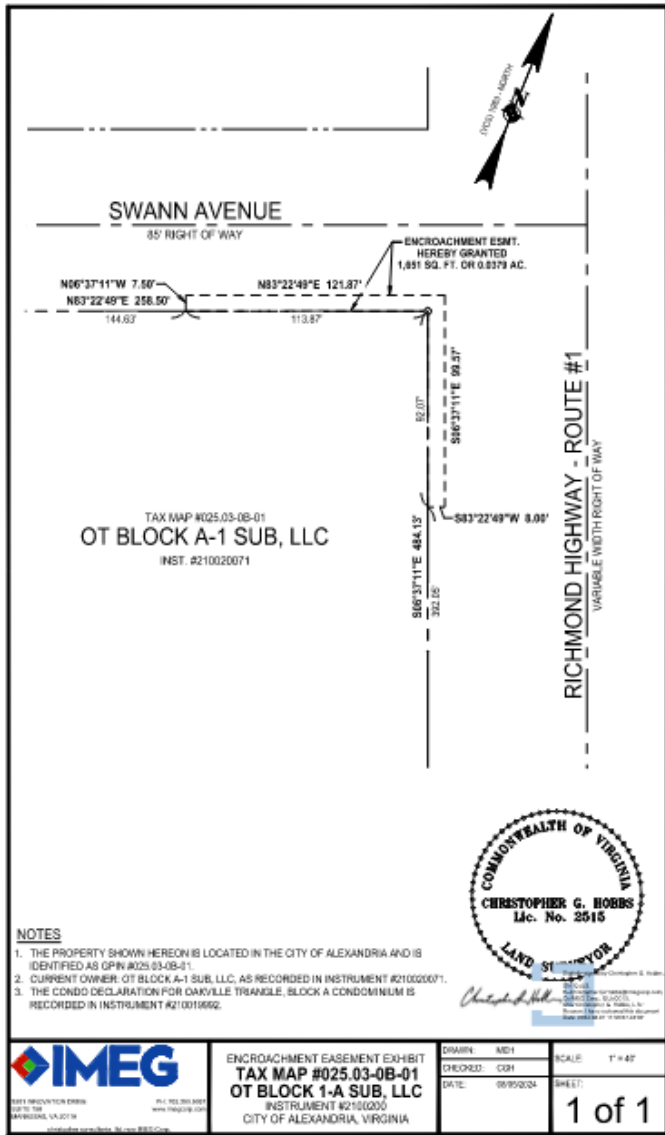 (VCS) 1983 - NORTH
SWANN AVENUE
85' RIGHT OF WAY
ENCROACHMENT ESMT.
HEREBY GRANTED
1,651 SQ. FT. OR 0.0379 AC.
N06°37'11"W 7.50'
N83°22'49"E 121.87'
N83°22'49"E 258.50'
144.63'
113.87'
S06°37'11"E 99.57'
92.07'
S83°22'49"W 8.00'
S06°37'11"E 484.13'
392.06'
RICHMOND HIGHWAY - ROUTE #1
VARIABLE WIDTH RIGHT OF WAY
TAX MAP #025.03-0B-01
OT BLOCK A-1 SUB, LLC
INST. #210020071
COMMONWEALTH OF VIRGINIA
CHRISTOPHER G. HOBBS
Lic. No. 2515
LAND SURVEYOR
NOTES
1. THE PROPERTY SHOWN HEREON IS LOCATED IN THE CITY OF ALEXANDRIA AND IS
IDENTIFIED AS GPIN #025.03-0B-01.
2. CURRENT OWNER: OT BLOCK A-1 SUB, LLC, AS RECORDED IN INSTRUMENT #210020071.
3. THE CONDO DECLARATION FOR OAKVILLE TRIANGLE, BLOCK A CONDOMINIUM IS
RECORDED IN INSTRUMENT #210019992.
IMEG
ENCROACHMENT EASEMENT EXHIBIT
TAX MAP #025.03-0B-01
OT BLOCK 1-A SUB, LLC
INSTRUMENT #2100200
CITY OF ALEXANDRIA, VIRGINIA
DRAWN:
CHECKED: CGH
DATE:
SCALE: 1" = 40'
SHEET:
1 of 1